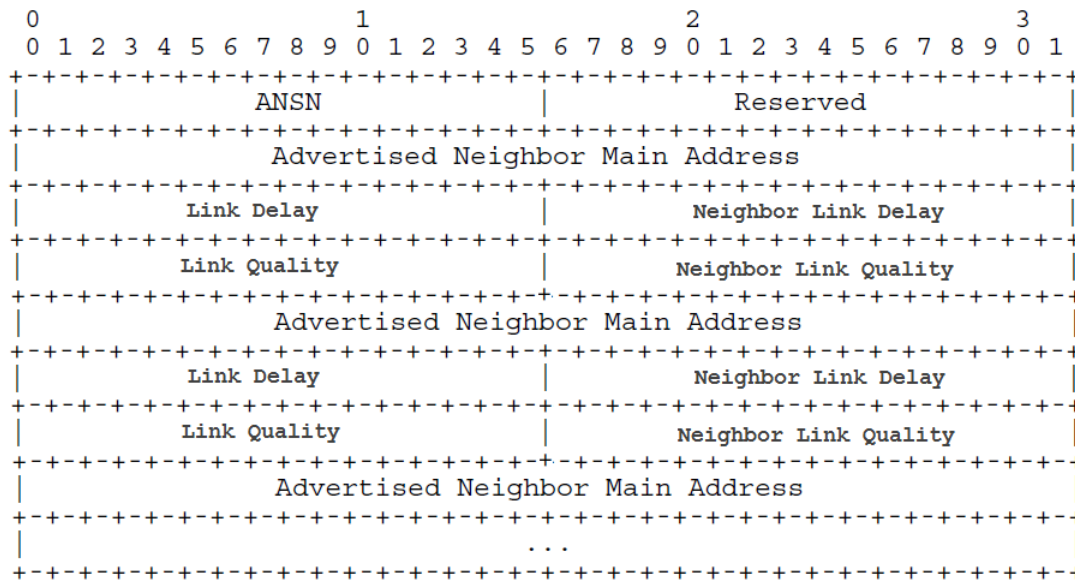 0 1 2 3
0 1 2 3 4 5 6 7 8 9 0 1 2 3 4 5 6 7 8 9 0 1 2 3 4 5 6 7 8 9 0 1
+-+-+-+-+-+-+-+-+-+-+-+-+-+-+-+-+-+-+-+-+-+-+-+-+-+-+-+-+-+-+-+-+
| ANSN | Reserved |
+-+-+-+-+-+-+-+-+-+-+-+-+-+-+-+-+-+-+-+-+-+-+-+-+-+-+-+-+-+-+-+-+
| Advertised Neighbor Main Address |
+-+-+-+-+-+-+-+-+-+-+-+-+-+-+-+-+-+-+-+-+-+-+-+-+-+-+-+-+-+-+-+-+
| Link Delay | Neighbor Link Delay |
+-+-+-+-+-+-+-+-+-+-+-+-+-+-+-+-+-+-+-+-+-+-+-+-+-+-+-+-+-+-+-+-+
| Link Quality | Neighbor Link Quality |
+-+-+-+-+-+-+-+-+-+-+-+-+-+-+-+-+-+-+-+-+-+-+-+-+-+-+-+-+-+-+-+-+
| Advertised Neighbor Main Address |
+-+-+-+-+-+-+-+-+-+-+-+-+-+-+-+-+-+-+-+-+-+-+-+-+-+-+-+-+-+-+-+-+
| Link Delay | Neighbor Link Delay |
+-+-+-+-+-+-+-+-+-+-+-+-+-+-+-+-+-+-+-+-+-+-+-+-+-+-+-+-+-+-+-+-+
| Link Quality | Neighbor Link Quality |
+-+-+-+-+-+-+-+-+-+-+-+-+-+-+-+-+-+-+-+-+-+-+-+-+-+-+-+-+-+-+-+-+
| Advertised Neighbor Main Address
+-+-+-+-+-+-+-+-+-+-+-+-+-+-+-+-+-+-+-+-+-+-+-+-+-+-+-+-+-+-+-+-+
| ...
+-+-+-+-+-+-+-+-+-+-+-+-+-+-+-+-+-+-+-+-+-+-+-+-+-+-+-+-+-+-+-+-+